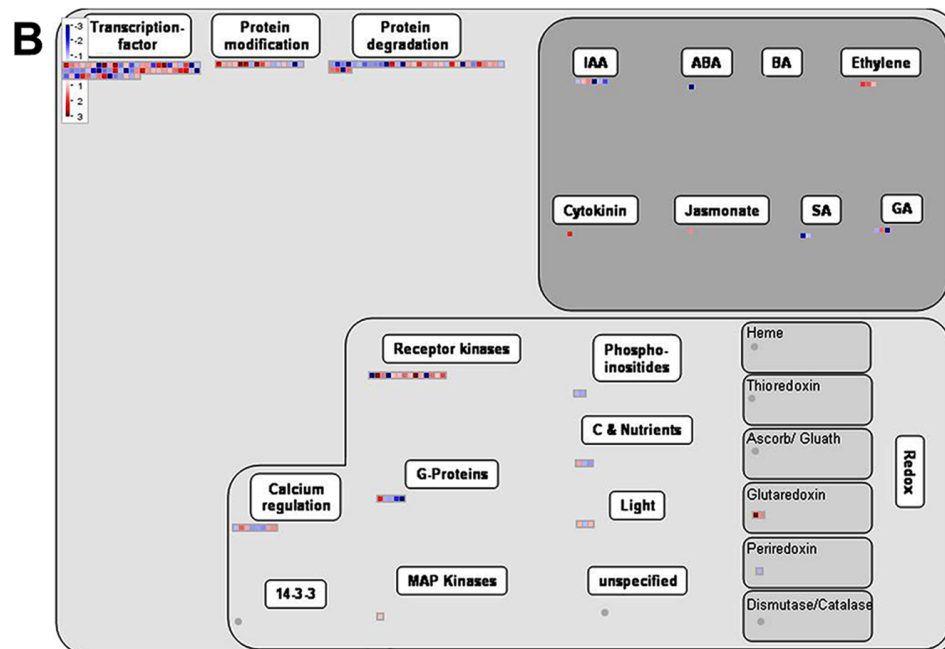 B
-3
-2
-1
1
2
3
Transcription-
factor
Protein
modification
Protein
degradation
IAA
ABA
BA
Ethylene
Cytokinin
Jasmonate
SA
GA
Receptor kinases
Phospho-
inositides
C & Nutrients
G-Proteins
Light
Calcium
regulation
14-3-3
MAP Kinases
unspecified
Heme
Thioredoxin
Ascorb/ Gluath
Glutaredoxin
Periredoxin
Dismutase/Catalase
Redox